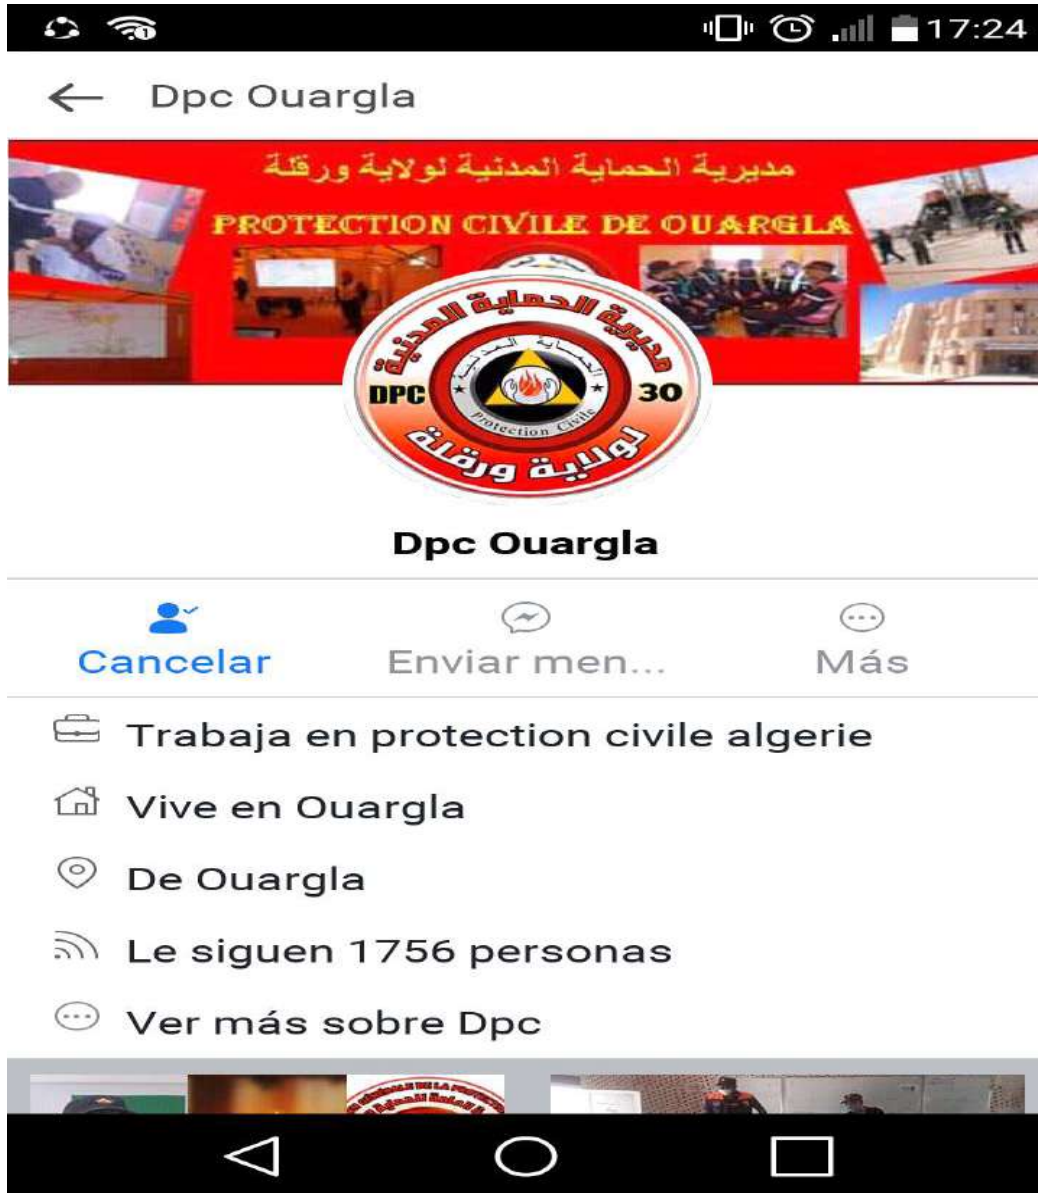 17:24
Dpc Ouargla
مديرية الحماية المدنية لولاية ورقلة
PROTECTION CIVILE DE OUARGLA
مديرية الحماية المدنية
الحماية المدنية
DPC
30
Protection Civile
لولاية ورقلة
Dpc Ouargla
Cancelar
Enviar men...
Más
Trabaja en protection civile algerie
Vive en Ouargla
De Ouargla
Le siguen 1756 personas
Ver más sobre Dpc